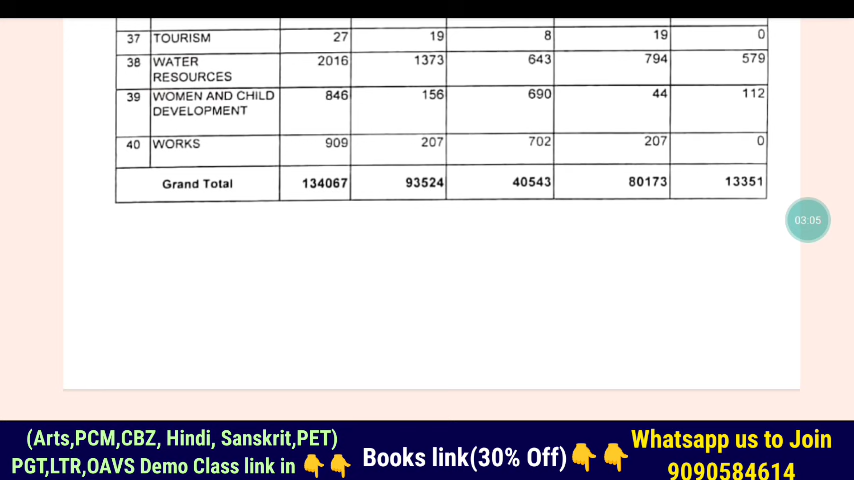 37 TOURISM 27 19 8 19 0
38 WATER RESOURCES 2016 1373 643 794 579
39 WOMEN AND CHILD DEVELOPMENT 846 156 690 44 112
40 WORKS 909 207 702 207 0
Grand Total 134067 93524 40543 80173 13351
03:05
(Arts,PCM,CBZ, Hindi, Sanskrit,PET)
PGT,LTR,OAVS Demo Class link in 👇👇
Books link(30% Off)👇👇
Whatsapp us to Join
9090584614